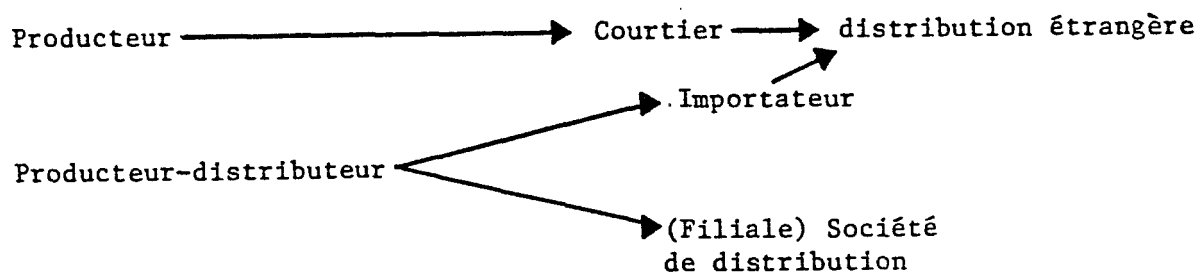 Producteur Courtier distribution étrangère
Importateur
Producteur-distributeur
(Filiale) Société
de distribution